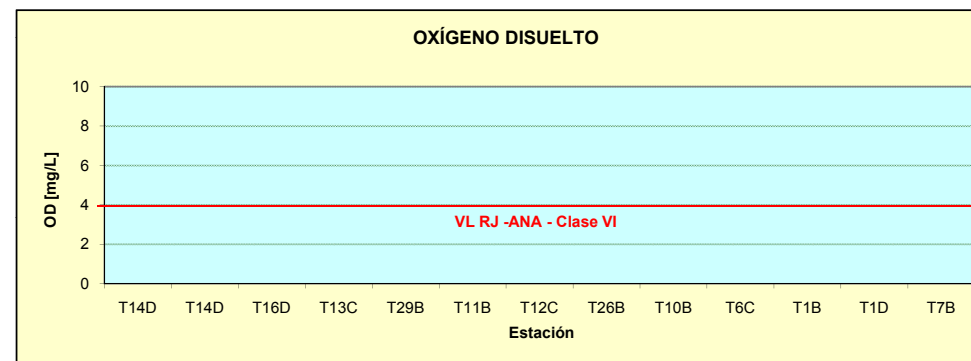 OXÍGENO DISUELTO
OD [mg/L]
10
8
6
4
2
0
VL RJ -ANA - Clase VI
T14D T14D T16D T13C T29B T11B T12C T26B T10B T6C T1B T1D T7B
Estación